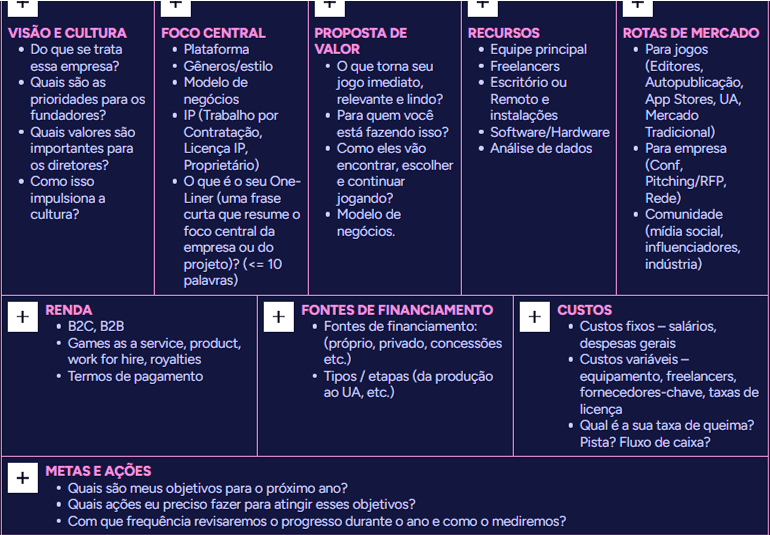 VISÃO E CULTURA
Do que se trata
essa empresa?
Quais são as
prioridades para os
fundadores?
Quais valores são
importantes para
os diretores?
Como isso
impulsiona a
cultura?
FOCO CENTRAL
Plataforma
Gêneros/estilo
Modelo de
negócios
IP (Trabalho por
Contratação,
Licença IP,
Proprietário)
O que é o seu One-
Liner (uma frase
curta que resume o
foco central da
empresa ou do
projeto)? (<= 10
palavras)
PROPOSTA DE
VALOR
O que torna seu
jogo imediato,
relevante e lindo?
Para quem você
está fazendo isso?
Como eles vão
encontrar, escolher
e continuar
jogando?
Modelo de
negócios.
RECURSOS
Equipe principal
Freelancers
Escritório ou
Remoto e
instalações
Software/Hardware
Análise de dados
ROTAS DE MERCADO
Para jogos
(Editores,
Autopublicação,
App Stores, UA,
Mercado
Tradicional)
Para empresa
(Conf,
Pitching/RFP,
Rede)
Comunidade
(mídia social,
influenciadores,
indústria)
RENDA
B2C, B2B
Games as a service, product,
work for hire, royalties
Termos de pagamento
FONTES DE FINANCIAMENTO
Fontes de financiamento:
(próprio, privado, concessões
etc.)
Tipos / etapas (da produção
ao UA, etc.)
CUSTOS
Custos fixos – salários,
despesas gerais
Custos variáveis –
equipamento, freelancers,
fornecedores-chave, taxas de
licença
Qual é a sua taxa de queima?
Pista? Fluxo de caixa?
METAS E AÇÕES
Quais são meus objetivos para o próximo ano?
Quais ações eu preciso fazer para atingir esses objetivos?
Com que frequência revisaremos o progresso durante o ano e como o mediremos?